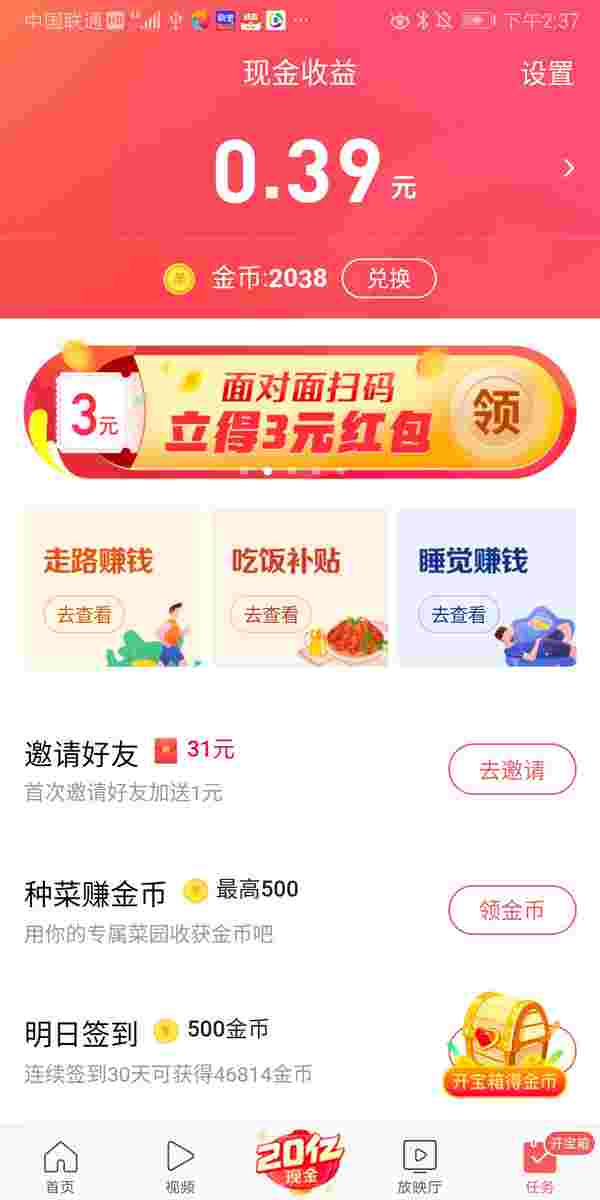 中国联通 下午2:37
现金收益 设置
0.39元
金币:2038 兑换
3元
面对面扫码
立得3元红包
领
走路赚钱 吃饭补贴 睡觉赚钱
去查看 去查看 去查看
邀请好友 31元
首次邀请好友加送1元
去邀请
种菜赚金币 最高500
用你的专属菜园收获金币吧
领金币
明日签到 500金币
连续签到30天可获得46814金币
开宝箱得金币
20亿
现金
开宝箱
首页 视频 放映厅 任务